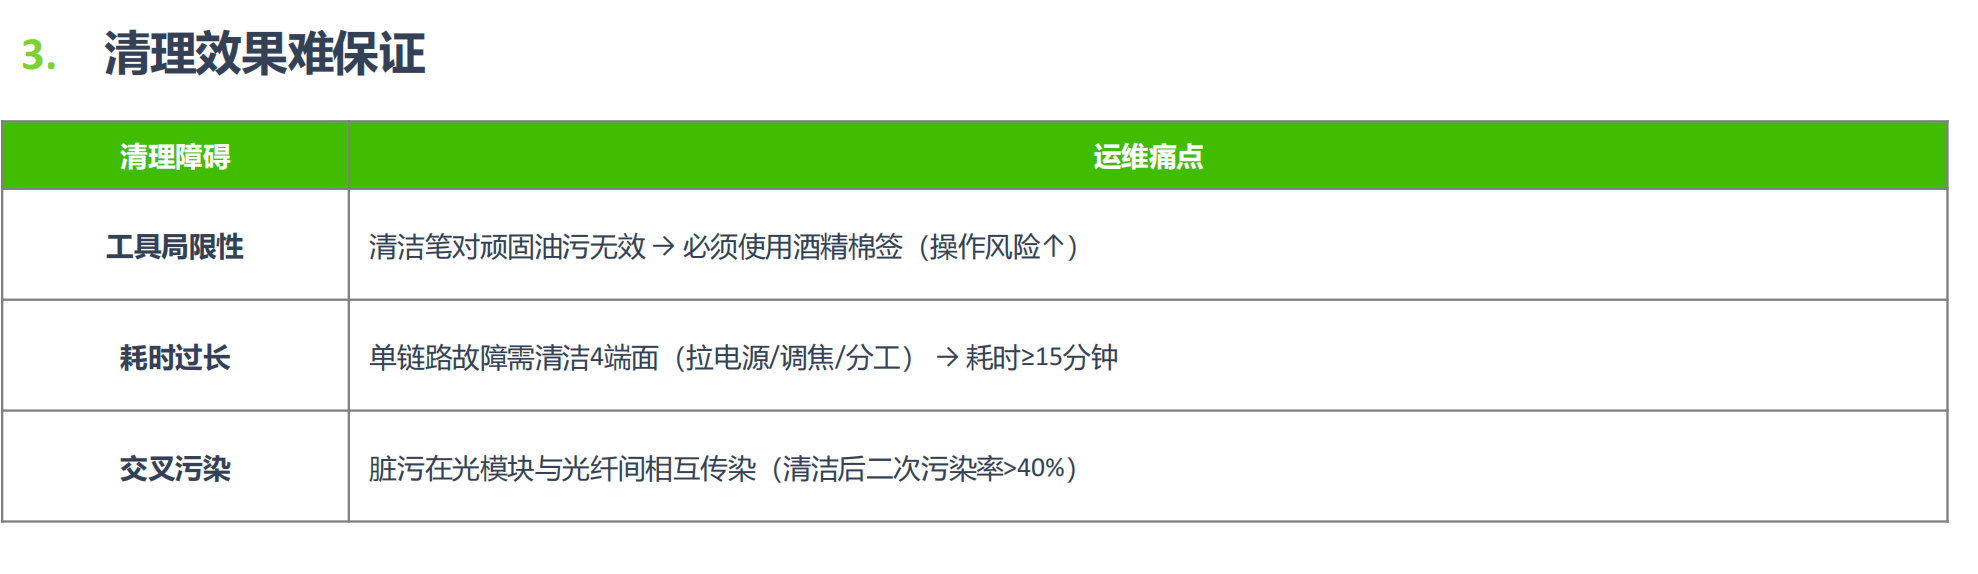 3. 清理效果难保证
清理障碍 运维痛点
工具局限性 清洁笔对顽固油污无效 → 必须使用酒精棉签（操作风险↑）
耗时过长 单链路故障需清洁4端面（拉电源/调焦/分工） → 耗时≥15分钟
交叉污染 脏污在光模块与光纤间相互传染（清洁后二次污染率>40%）